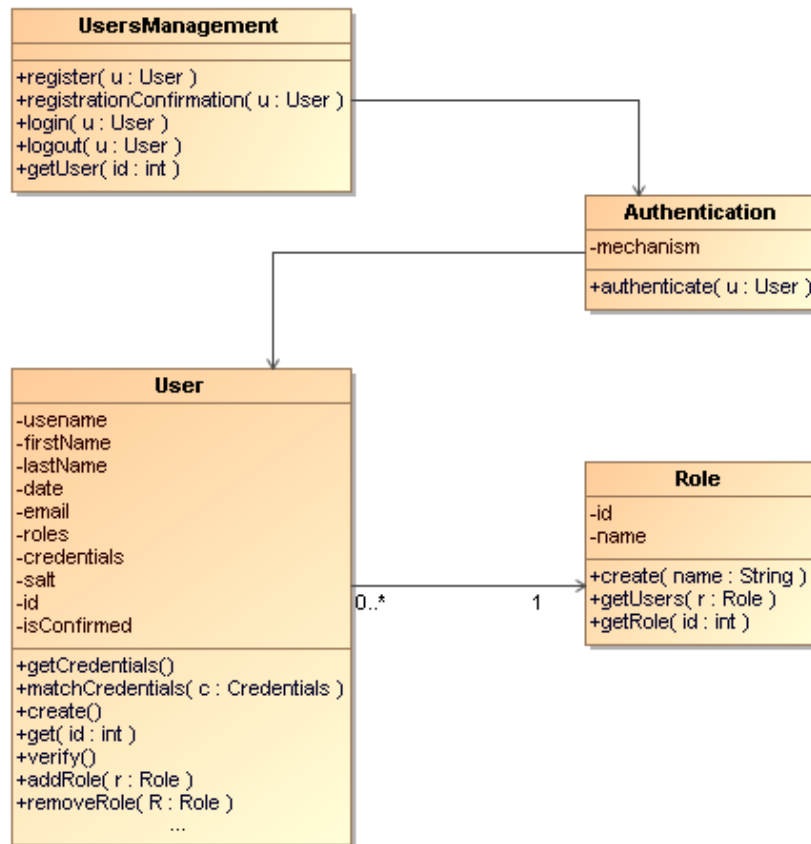 UsersManagement
+register( u : User )
+registrationConfirmation( u : User )
+login( u : User )
+logout( u : User )
+getUser( id : int )
Authentication
-mechanism
+authenticate( u : User )
User
-usename
-firstName
-lastName
-date
-email
-roles
-credentials
-salt
-id
-isConfirmed
+getCredentials()
+matchCredentials( c : Credentials )
+create()
+get( id : int )
+verify()
+addRole( r : Role )
+removeRole( R : Role )
...
0..*
1
Role
-id
-name
+create( name : String )
+getUsers( r : Role )
+getRole( id : int )